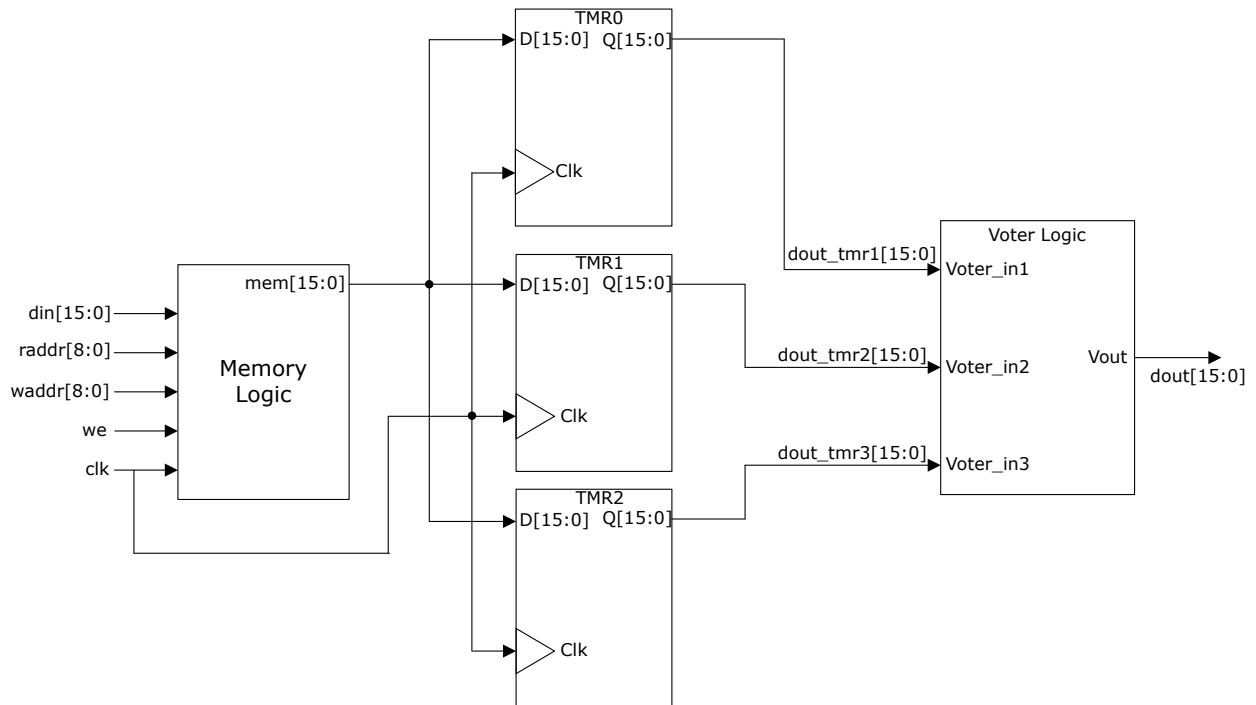 TMR0
D[15:0] Q[15:0]
Clk
dout_tmr1[15:0]
Voter Logic
Voter_in1
TMR1
D[15:0] Q[15:0]
mem[15:0]
din[15:0]
raddr[8:0]
waddr[8:0]
we
clk
Memory
Logic
Clk
dout_tmr2[15:0]
Voter_in2
Vout
dout[15:0]
dout_tmr3[15:0]
Voter_in3
TMR2
D[15:0] Q[15:0]
Clk